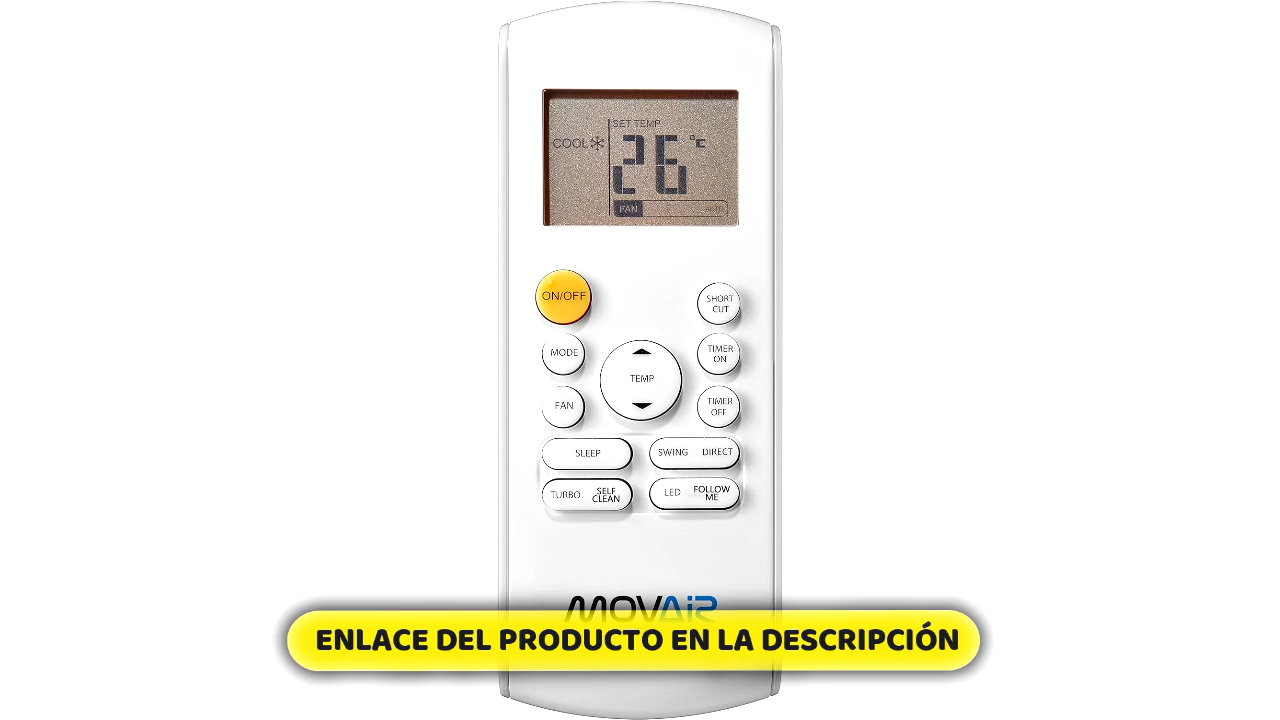 SET TEMP.
COOL
26 °C
FAN
ON/OFF
SHORT
CUT
MODE
TEMP
TIMER
ON
FAN
TIMER
OFF
SLEEP
SWING DIRECT
TURBO SELF
CLEAN
LED FOLLOW
ME
MOVAiR
ENLACE DEL PRODUCTO EN LA DESCRIPCIÓN